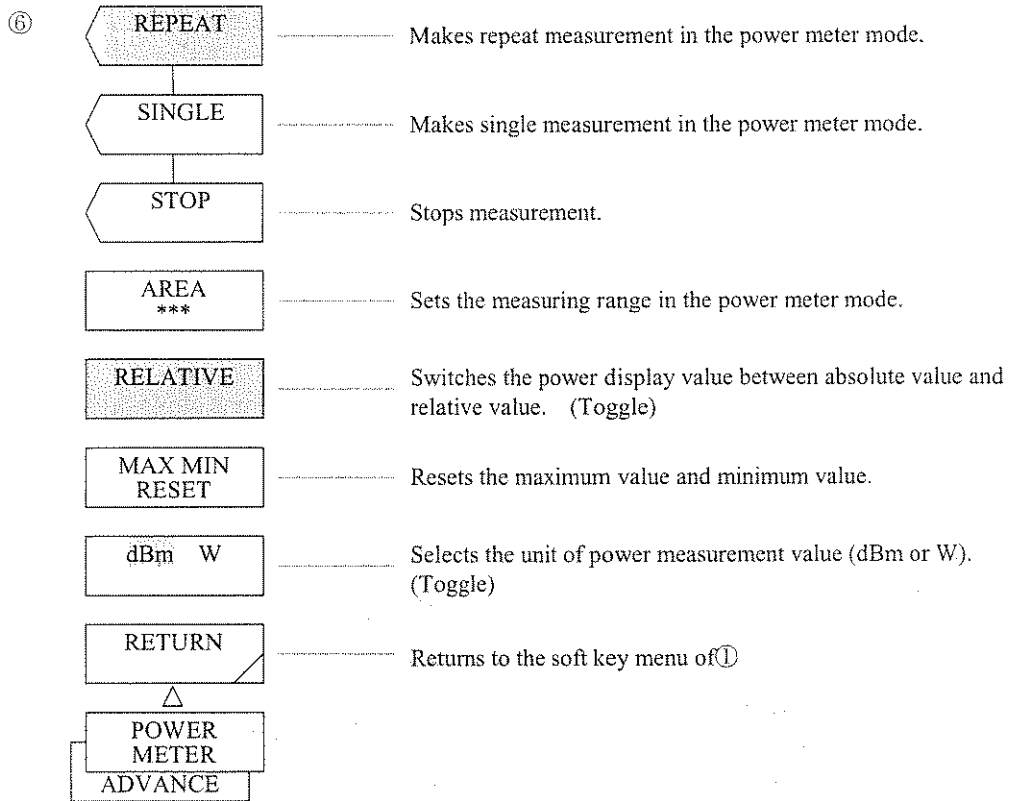 ⑥
REPEAT
Makes repeat measurement in the power meter mode.
SINGLE
Makes single measurement in the power meter mode.
STOP
Stops measurement.
AREA
***
Sets the measuring range in the power meter mode.
RELATIVE
Switches the power display value between absolute value and
relative value. (Toggle)
MAX MIN
RESET
Resets the maximum value and minimum value.
dBm W
Selects the unit of power measurement value (dBm or W).
(Toggle)
RETURN
Returns to the soft key menu of①
POWER
METER
ADVANCE